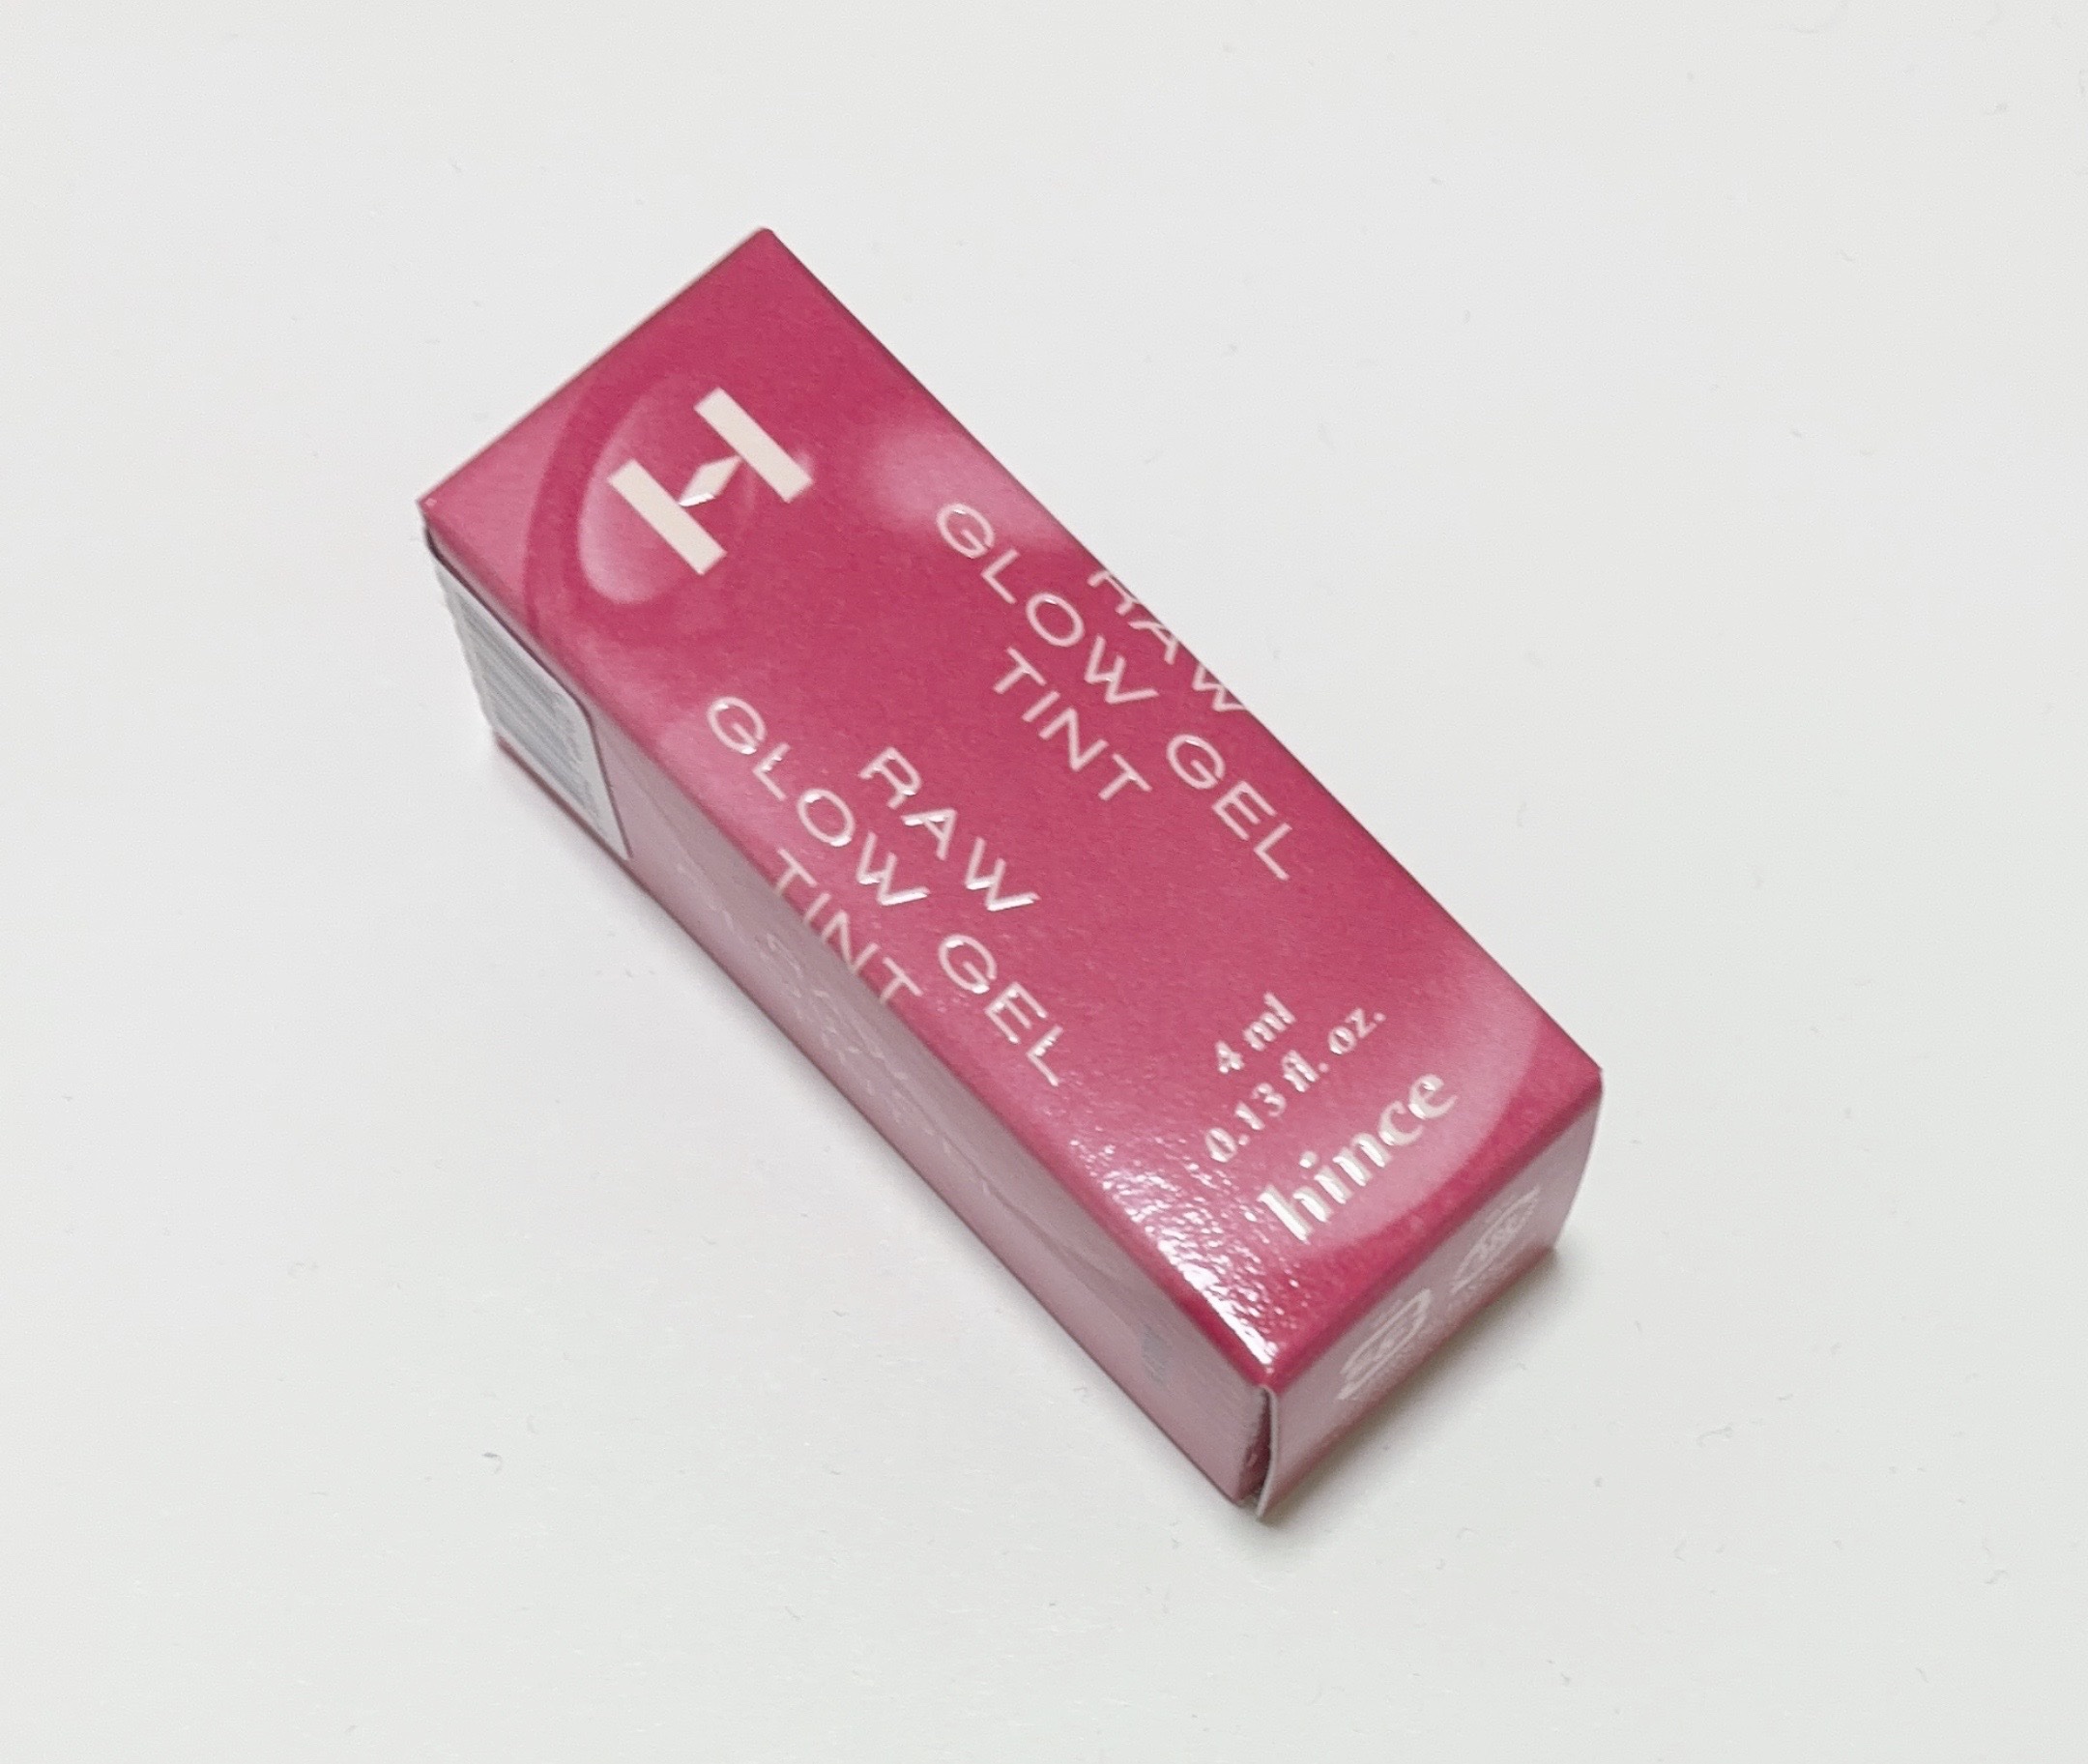 H
RAW
GLOW GEL
TINT
RAW
GLOW GEL
TINT
4 ml
0.13 fl. oz.
hince